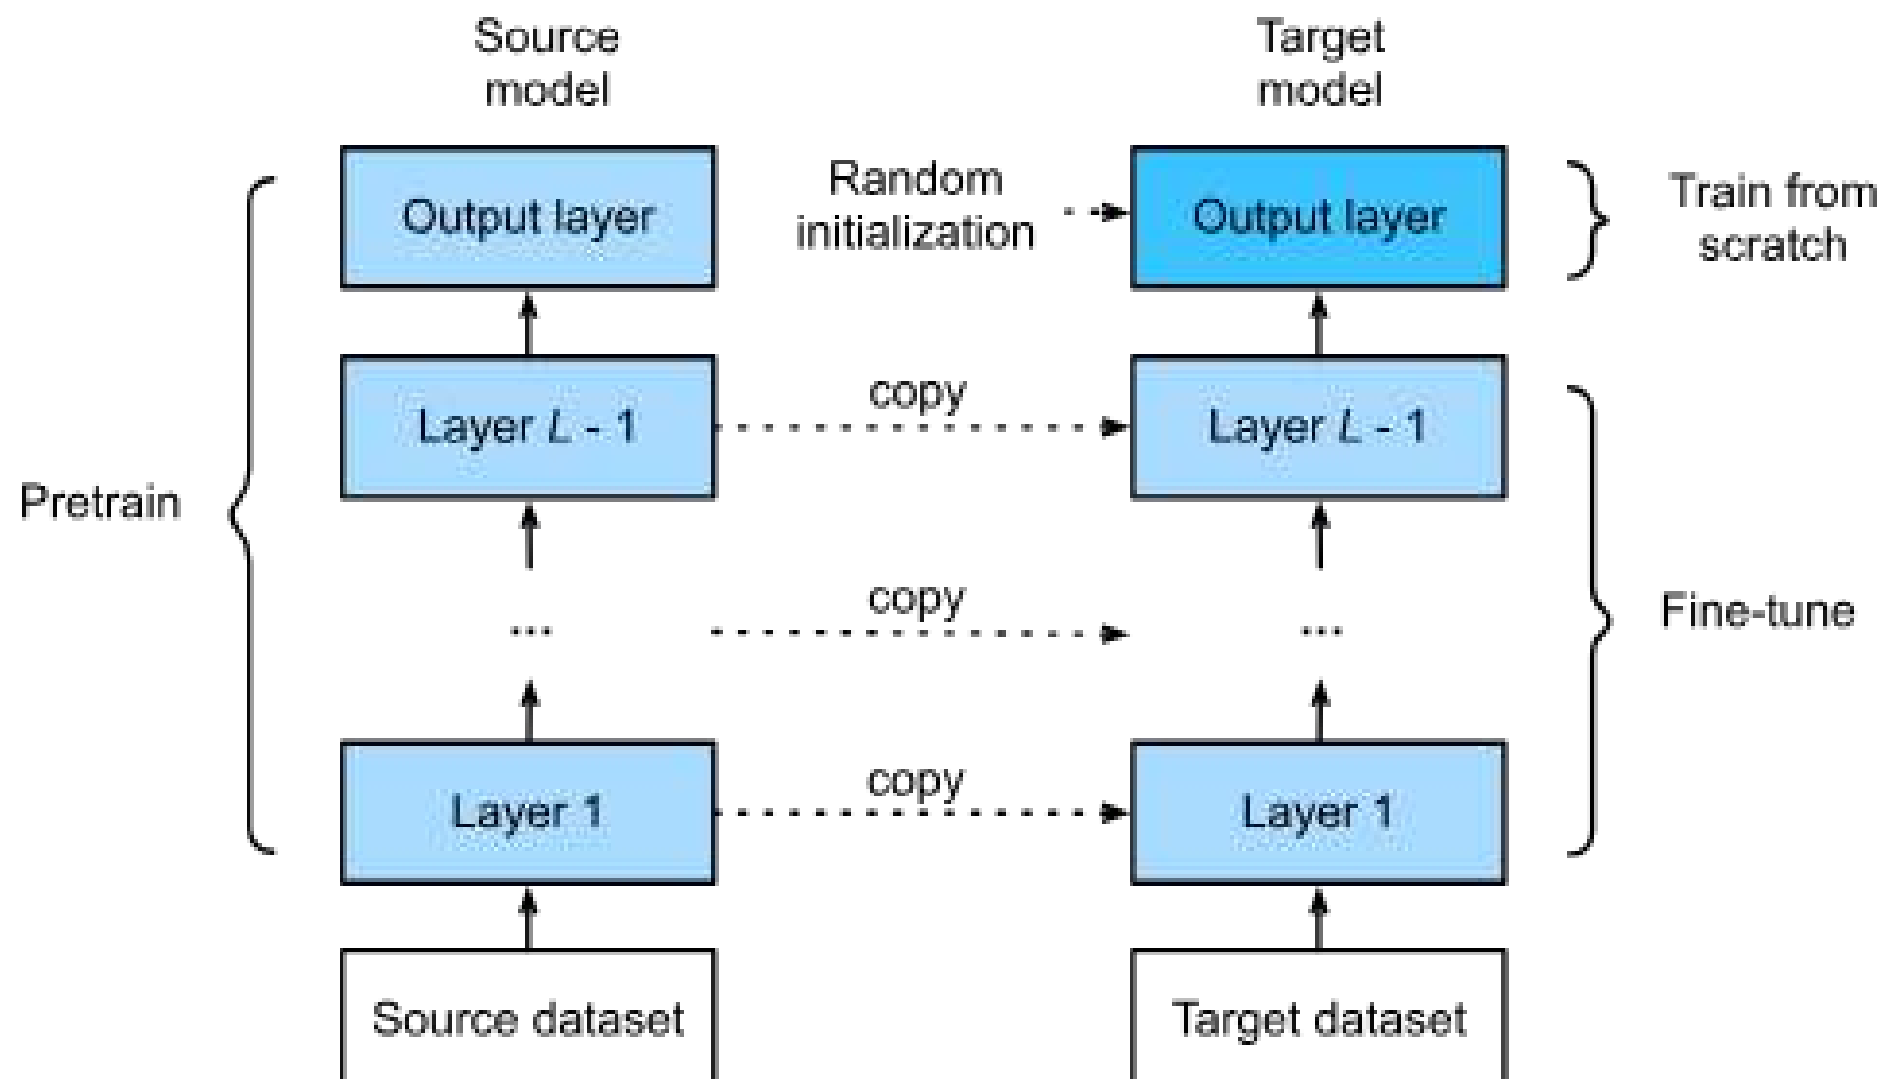 Source
model
Target
model
Output layer
Random
initialization
Output layer
Train from
scratch
Layer L - 1
copy
Layer L - 1
Pretrain
...
copy
...
Fine-tune
Layer 1
copy
Layer 1
Source dataset
Target dataset